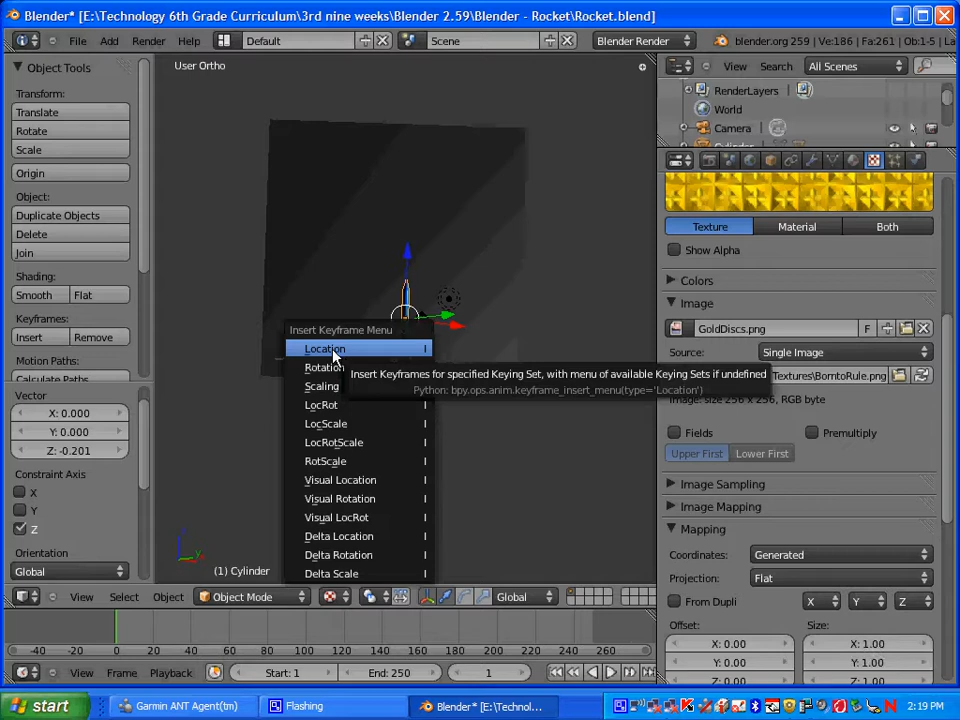 Blender* [E:\Technology 6th Grade Curriculum\3rd nine weeks\Blender 2.59\Blender - Rocket\Rocket.blend]
File Add Render Help Default Scene Blender Render blender.org 259 | Ve:186 | Fa:261 | Ob:1-5 | La
Object Tools
Transform:
Translate
Rotate
Scale
Origin
Object:
Duplicate Objects
Delete
Join
Shading:
Smooth Flat
Keyframes:
Insert Remove
Motion Paths:
Vector
X: 0.000
Y: 0.000
Z: -0.201
Constraint Axis
X
Y
Z
Orientation
Global
User Ortho
Insert Keyframe Menu
Location I
Rotation
Scaling
LocRot I
LocScale I
LocRotScale I
RotScale I
Visual Location I
Visual Rotation I
Visual LocRot I
Delta Location I
Delta Rotation I
Delta Scale I
Insert Keyframes for specified Keying Set, with menu of available Keying Sets if undefined
Python: bpy.ops.anim.keyframe_insert_menu(type='Location')
(1) Cylinder
View Select Object Object Mode Global
-40 -20 0 20 40 60 80 100 120 140 160 180 200 220 240 260
View Frame Playback Start: 1 End: 250 1
View Search All Scenes
RenderLayers
World
Camera
Texture Material Both
Show Alpha
Colors
Image
GoldDiscs.png F
Source: Single Image
Textures\BorntoRule.png
Image: size 256 x 256, RGB byte
Fields Premultiply
Upper First Lower First
Image Sampling
Image Mapping
Mapping
Coordinates: Generated
Projection: Flat
From Dupli X Y Z
Offset: Size:
X: 0.00 X: 1.00
Y: 0.00 Y: 1.00
Z: 0.00 Z: 1.00
start Garmin ANT Agent(tm) Flashing Blender* [E:\Technol... 2:19 PM